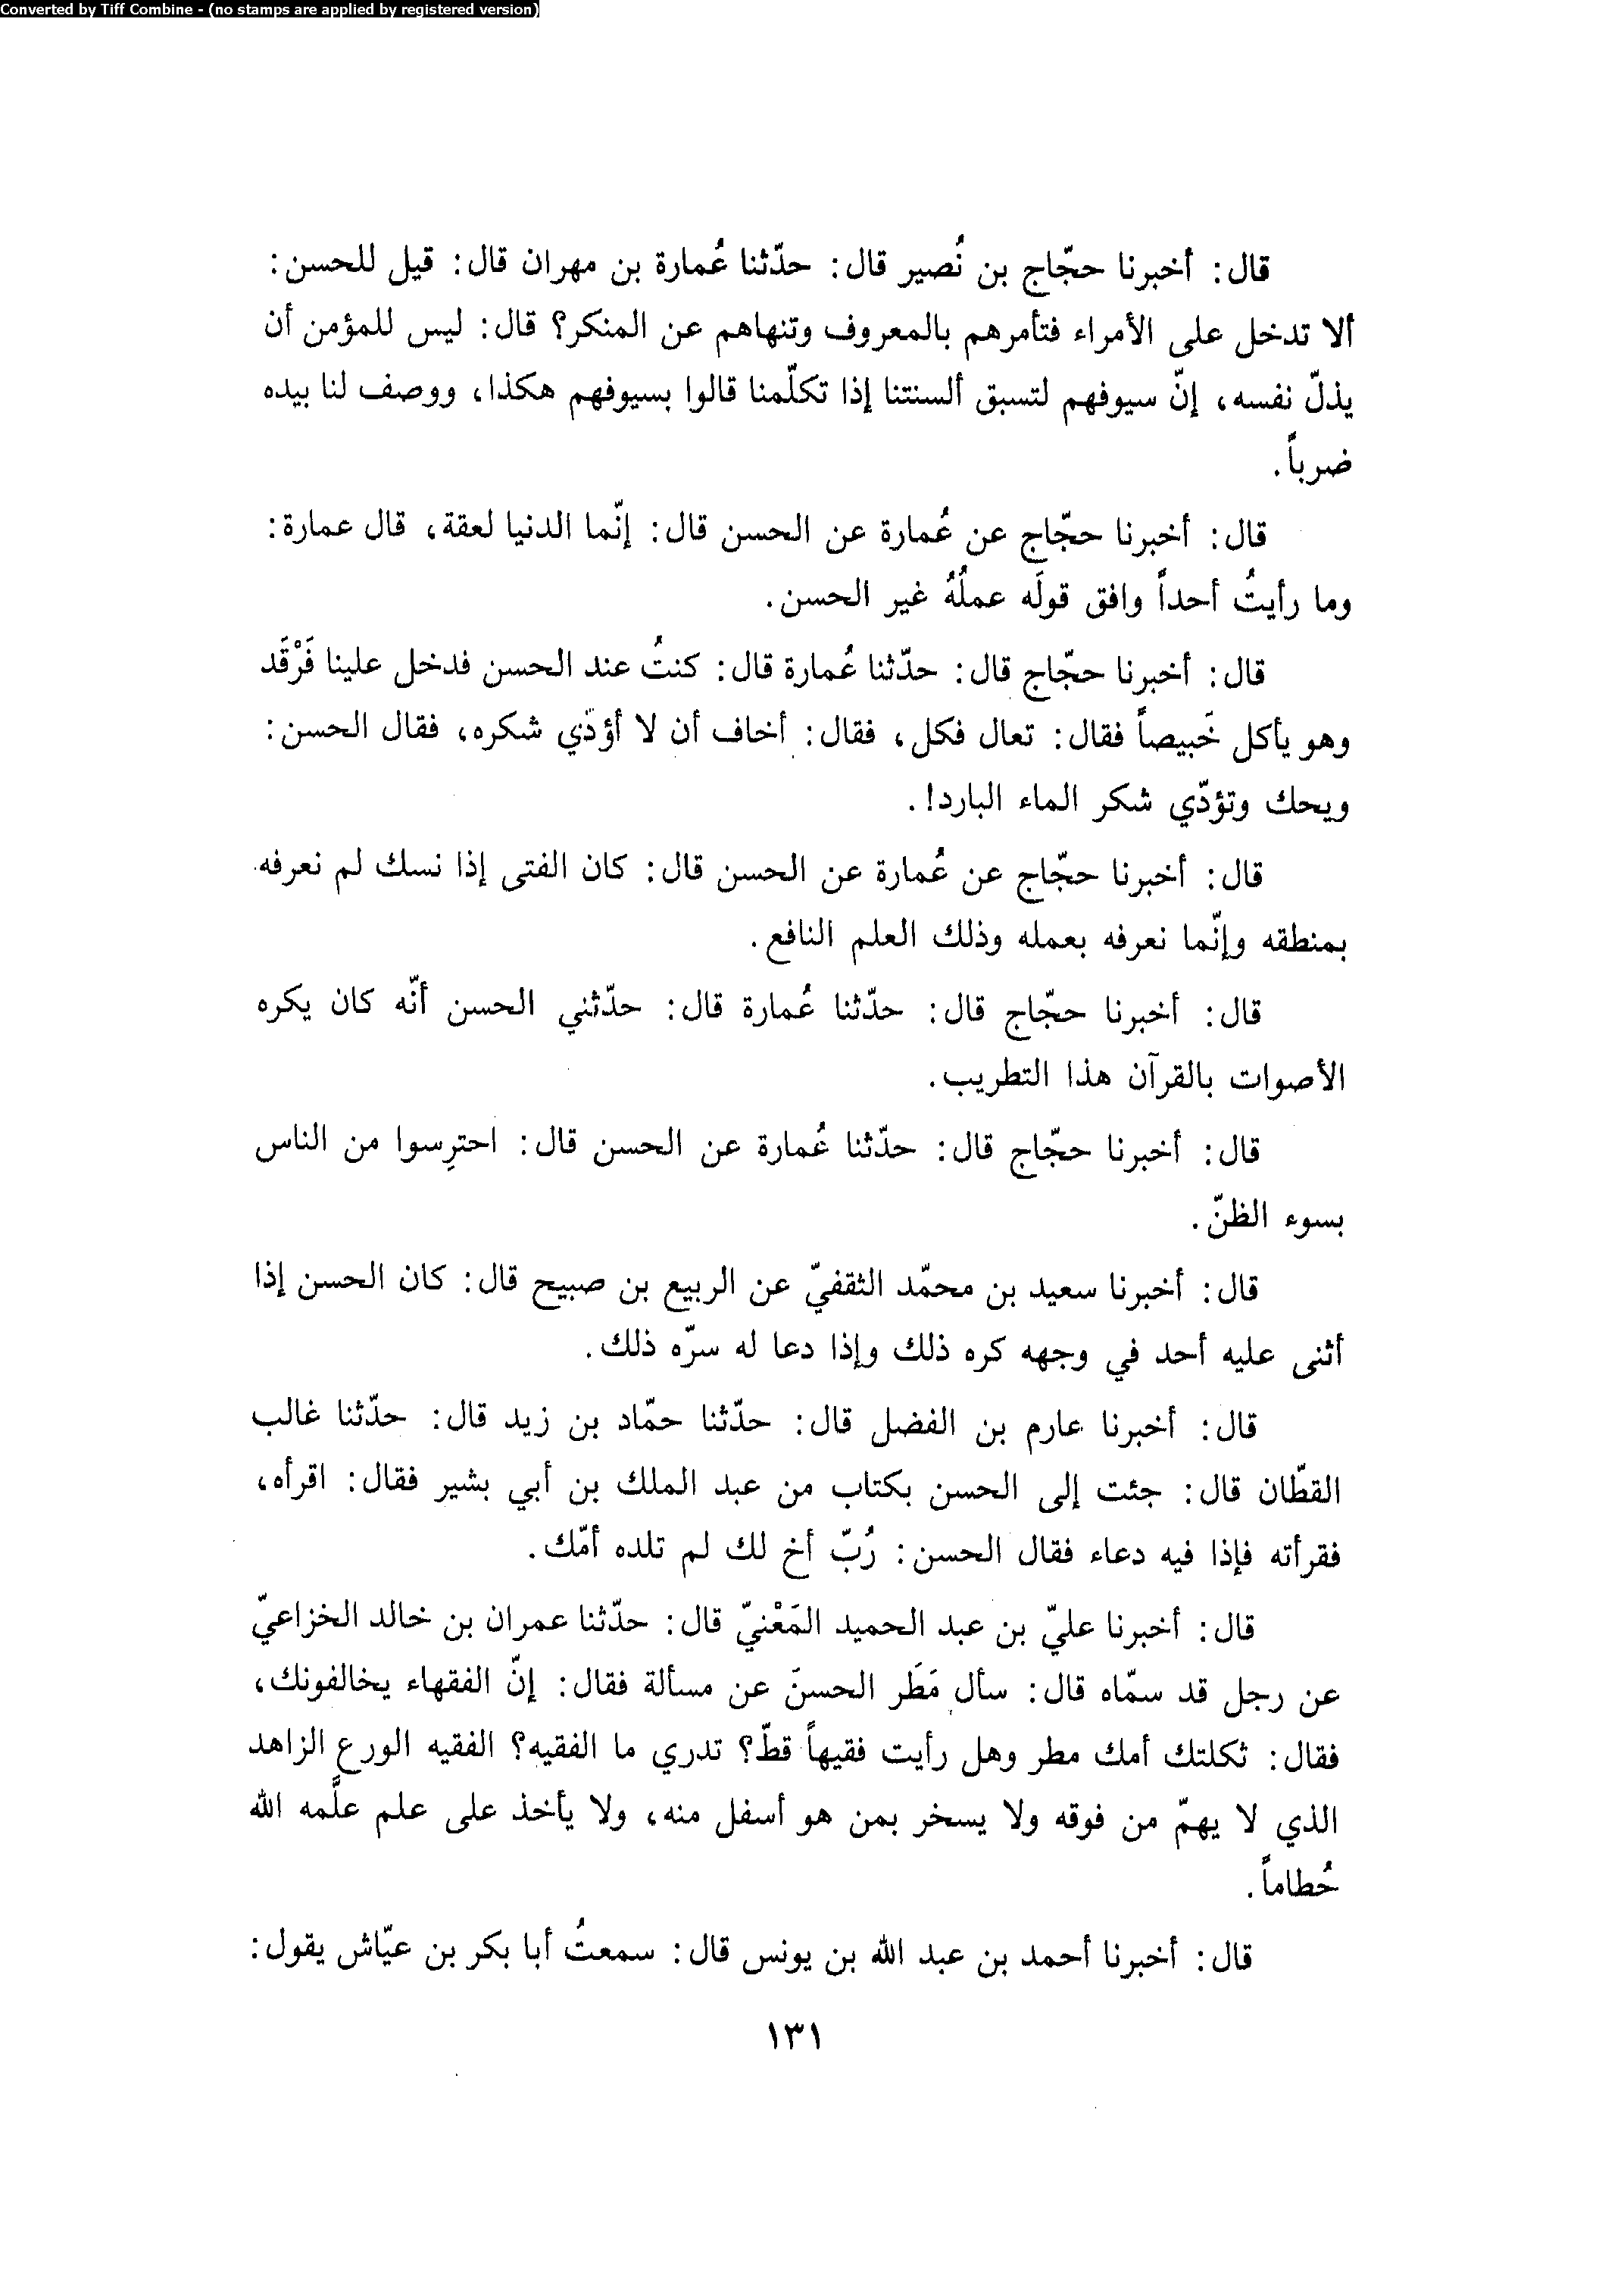 Converted by Tiff Combine - (no stamps are applied by registered version)
قال: أخبرنا حجّاج بن نُصير قال: حدّثنا عُمارة بن مهران قال: قيل للحسن:
ألا تدخل على الأمراء فتأمرهم بالمعروف وتنهاهم عن المنكر؟ قال: ليس للمؤمن أن
يذلّ نفسه، إنّ سيوفهم لتسبق ألسنتنا إذا تكلّمنا قالوا بسيوفهم هكذا، ووصف لنا بيده
ضرباً.
قال: أخبرنا حجّاج عن عُمارة عن الحسن قال: إنّما الدنيا لعقة، قال عمارة:
وما رأيتُ أحداً وافق قولَه عملُهُ غير الحسن.
قال: أخبرنا حجّاج قال: حدّثنا عُمارة قال: كنتُ عند الحسن فدخل علينا فَرْقَد
وهو يأكل خَبيصاً فقال: تعال فكل، فقال: أخاف أن لا أؤدّي شكره، فقال الحسن:
ويحك وتؤدّي شكر الماء البارد!.
قال: أخبرنا حجّاج عن عُمارة عن الحسن قال: كان الفتى إذا نسك لم نعرفه
بمنطقه وإنّما نعرفه بعمله وذلك العلم النافع.
قال: أخبرنا حجّاج قال: حدّثنا عُمارة قال: حدّثني الحسن أنّه كان يكره
الأصوات بالقرآن هذا التطريب.
قال: أخبرنا حجّاج قال: حدّثنا عُمارة عن الحسن قال: احترِسوا من الناس
بسوء الظنّ.
قال: أخبرنا سعيد بن محمّد الثقفيّ عن الربيع بن صبيح قال: كان الحسن إذا
أثنى عليه أحد في وجهه كره ذلك وإذا دعا له سرّه ذلك.
قال: أخبرنا عارم بن الفضل قال: حدّثنا حمّاد بن زيد قال: حدّثنا غالب
القطّان قال: جئت إلى الحسن بكتاب من عبد الملك بن أبي بشير فقال: اقرأه،
فقرأته فإذا فيه دعاء فقال الحسن: رُبّ أخ لك لم تلده أمّك.
قال: أخبرنا عليّ بن عبد الحميد المَعْنيّ قال: حدّثنا عمران بن خالد الخزاعيّ
عن رجل قد سمّاه قال: سأل مَطَر الحسنَ عن مسألة فقال: إنّ الفقهاء يخالفونك،
فقال: ثكلتك أمك مطر وهل رأيت فقيهاً قطّ؟ تدري ما الفقيه؟ الفقيه الورع الزاهد
الذي لا يهمّ من فوقه ولا يسخر بمن هو أسفل منه، ولا يأخذ على علم علّمه الله
حُطاماً.
قال: أخبرنا أحمد بن عبد الله بن يونس قال: سمعتُ أبا بكر بن عيّاش يقول:
١٣١